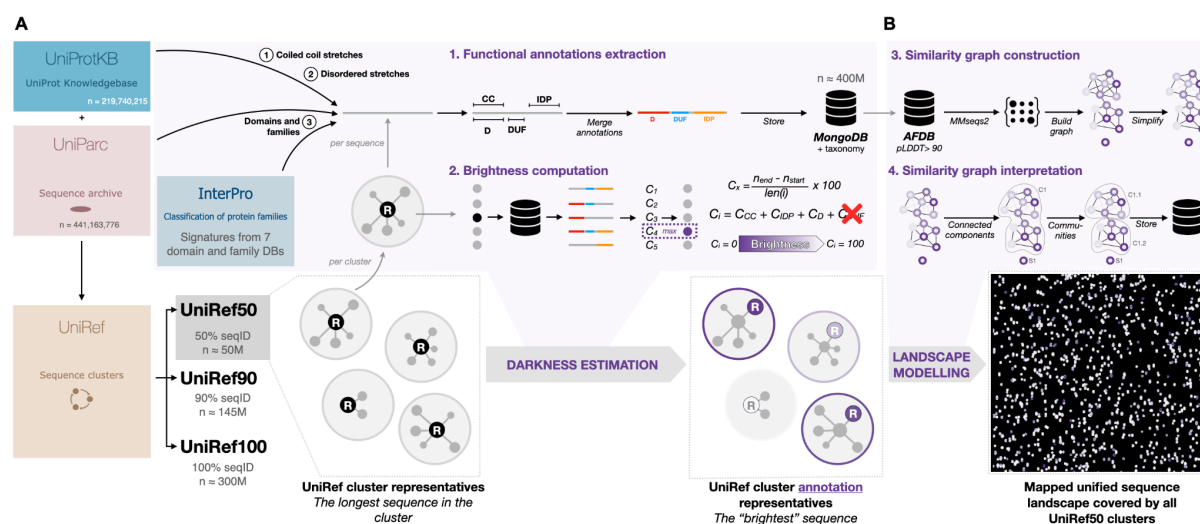 A
B
UniProtKB
UniProt Knowledgebase
n = 219,740,215
+
UniParc
Sequence archive
n = 441,163,776
InterPro
Classification of protein families
Signatures from 7
domain and family DBs
UniRef
Sequence clusters
1 Coiled coil stretches
2 Disordered stretches
Domains and
families 3
per sequence
per cluster
1. Functional annotations extraction
CC IDP
D DUF
Merge
annotations
D DUF IDP
Store
n ≈ 400M
MongoDB
+ taxonomy
2. Brightness computation
R
C1
C2
C3
C4 max
C5
Cx = nend - nstart / len(i) x 100
Ci = CCC + CIDP + CD + CDUF
Ci = 0 Brightness Ci = 100
3. Similarity graph construction
AFDB
pLDDT> 90
MMseqs2
Build
graph
Simplify
4. Similarity graph interpretation
Connected
components
C1
S1
Commu-
nities
C1.1
C1.2
S1
Store
UniRef50
50% seqID
n ≈ 50M
UniRef90
90% seqID
n ≈ 145M
UniRef100
100% seqID
n ≈ 300M
R
R
R
R
UniRef cluster representatives
The longest sequence in the
cluster
DARKNESS ESTIMATION
R
R
R
R
UniRef cluster annotation
representatives
The "brightest" sequence
LANDSCAPE
MODELLING
Mapped unified sequence
landscape covered by all
UniRef50 clusters